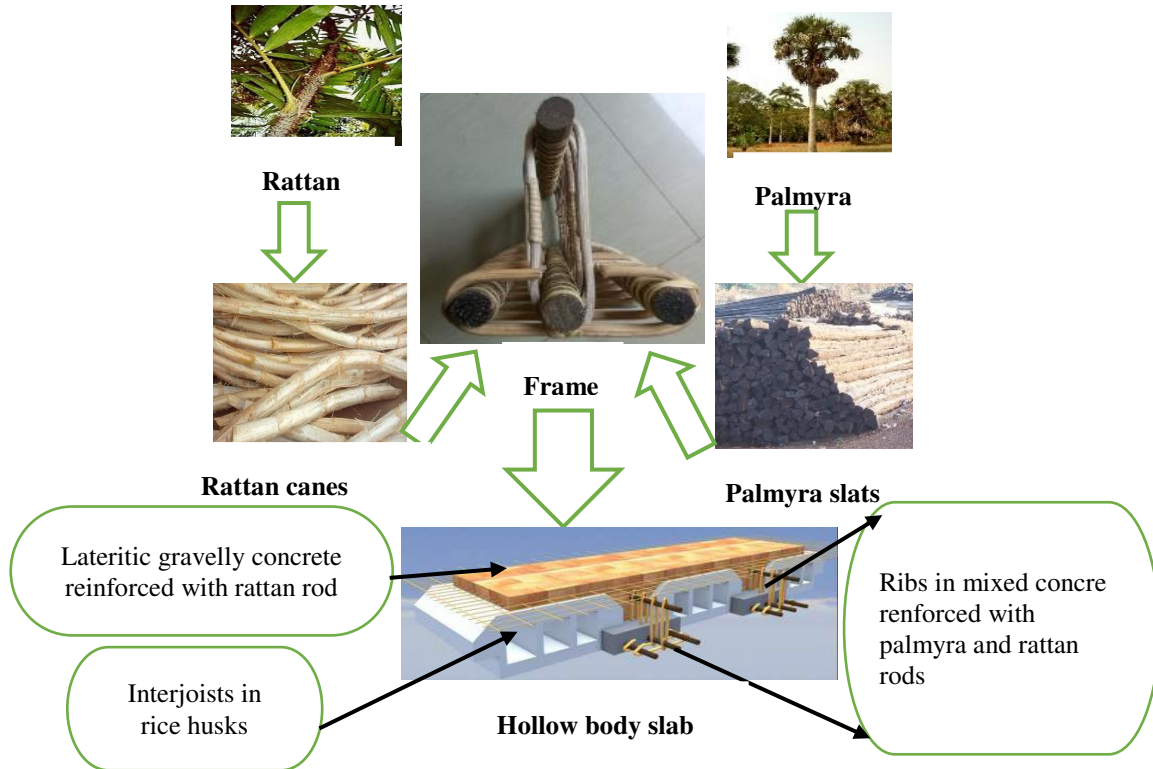 Rattan
Palmyra
Frame
Rattan canes
Palmyra slats
Lateritic gravelly concrete
reinforced with rattan rod
Ribs in mixed concre
renforced with
palmyra and rattan
rods
Interjoists in
rice husks
Hollow body slab